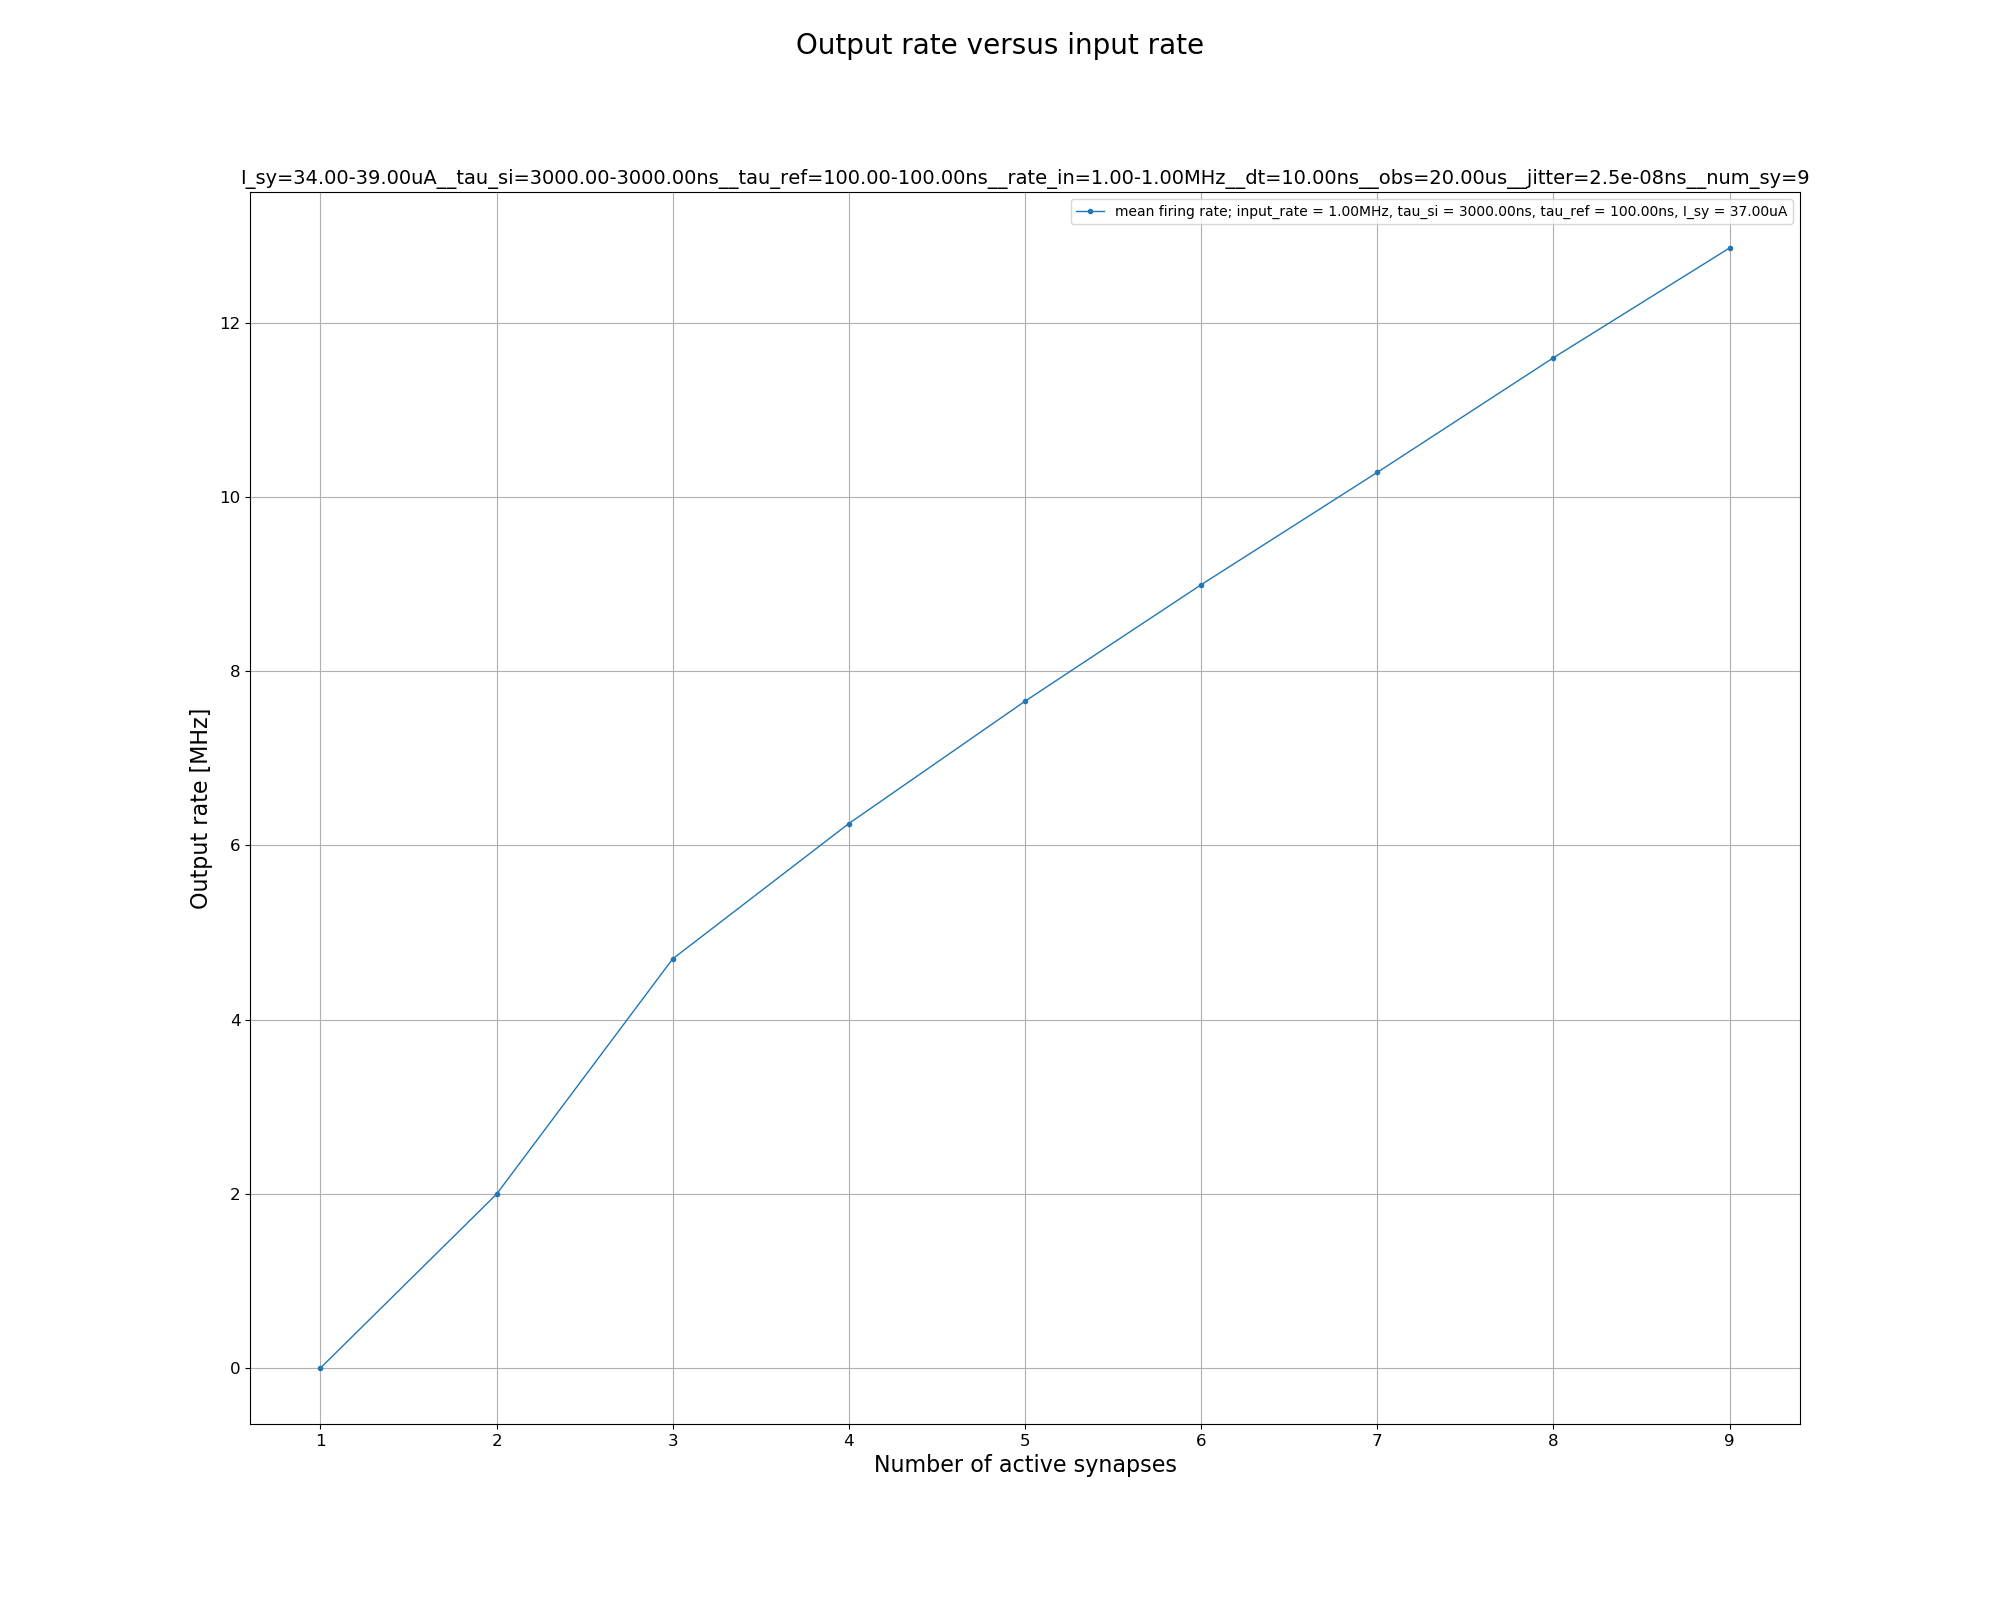 Output rate versus input rate
I_sy=34.00-39.00uA__tau_si=3000.00-3000.00ns__tau_ref=100.00-100.00ns__rate_in=1.00-1.00MHz__dt=10.00ns__obs=20.00us__jitter=2.5e-08ns__num_sy=9
mean firing rate; input_rate = 1.00MHz, tau_si = 3000.00ns, tau_ref = 100.00ns, I_sy = 37.00uA
12
10
8
6
4
2
0
Output rate [MHz]
1 2 3 4 5 6 7 8 9
Number of active synapses